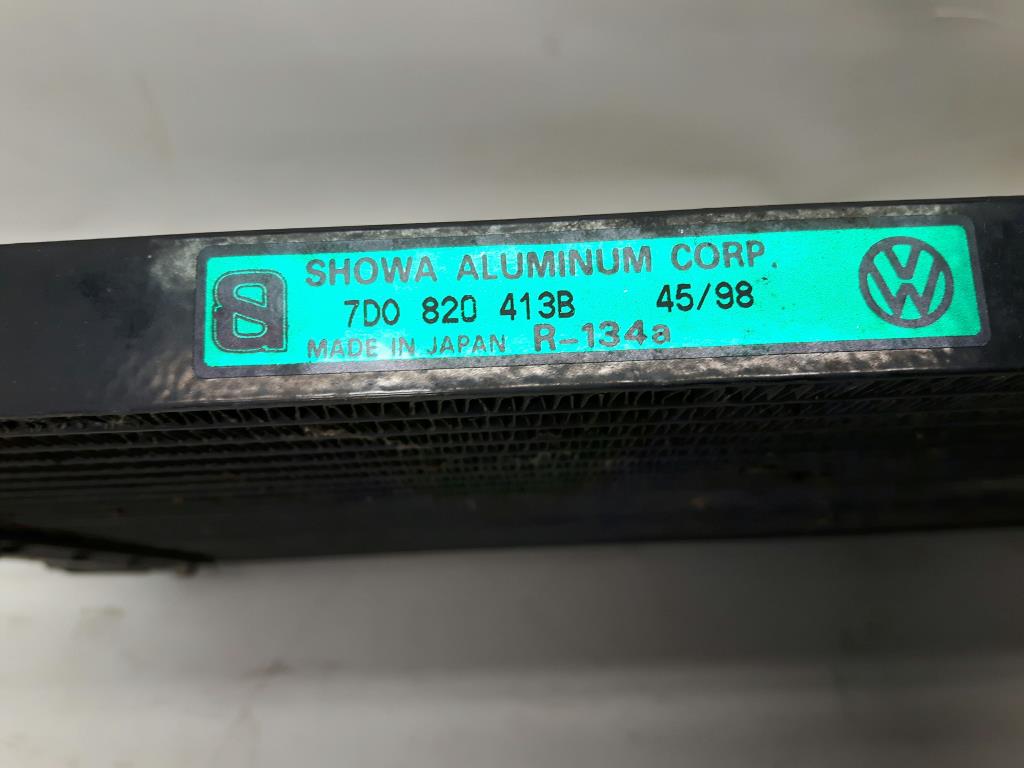 SHOWA ALUMINUM CORP.
7D0 820 413B 45/98
MADE IN JAPAN R-134a